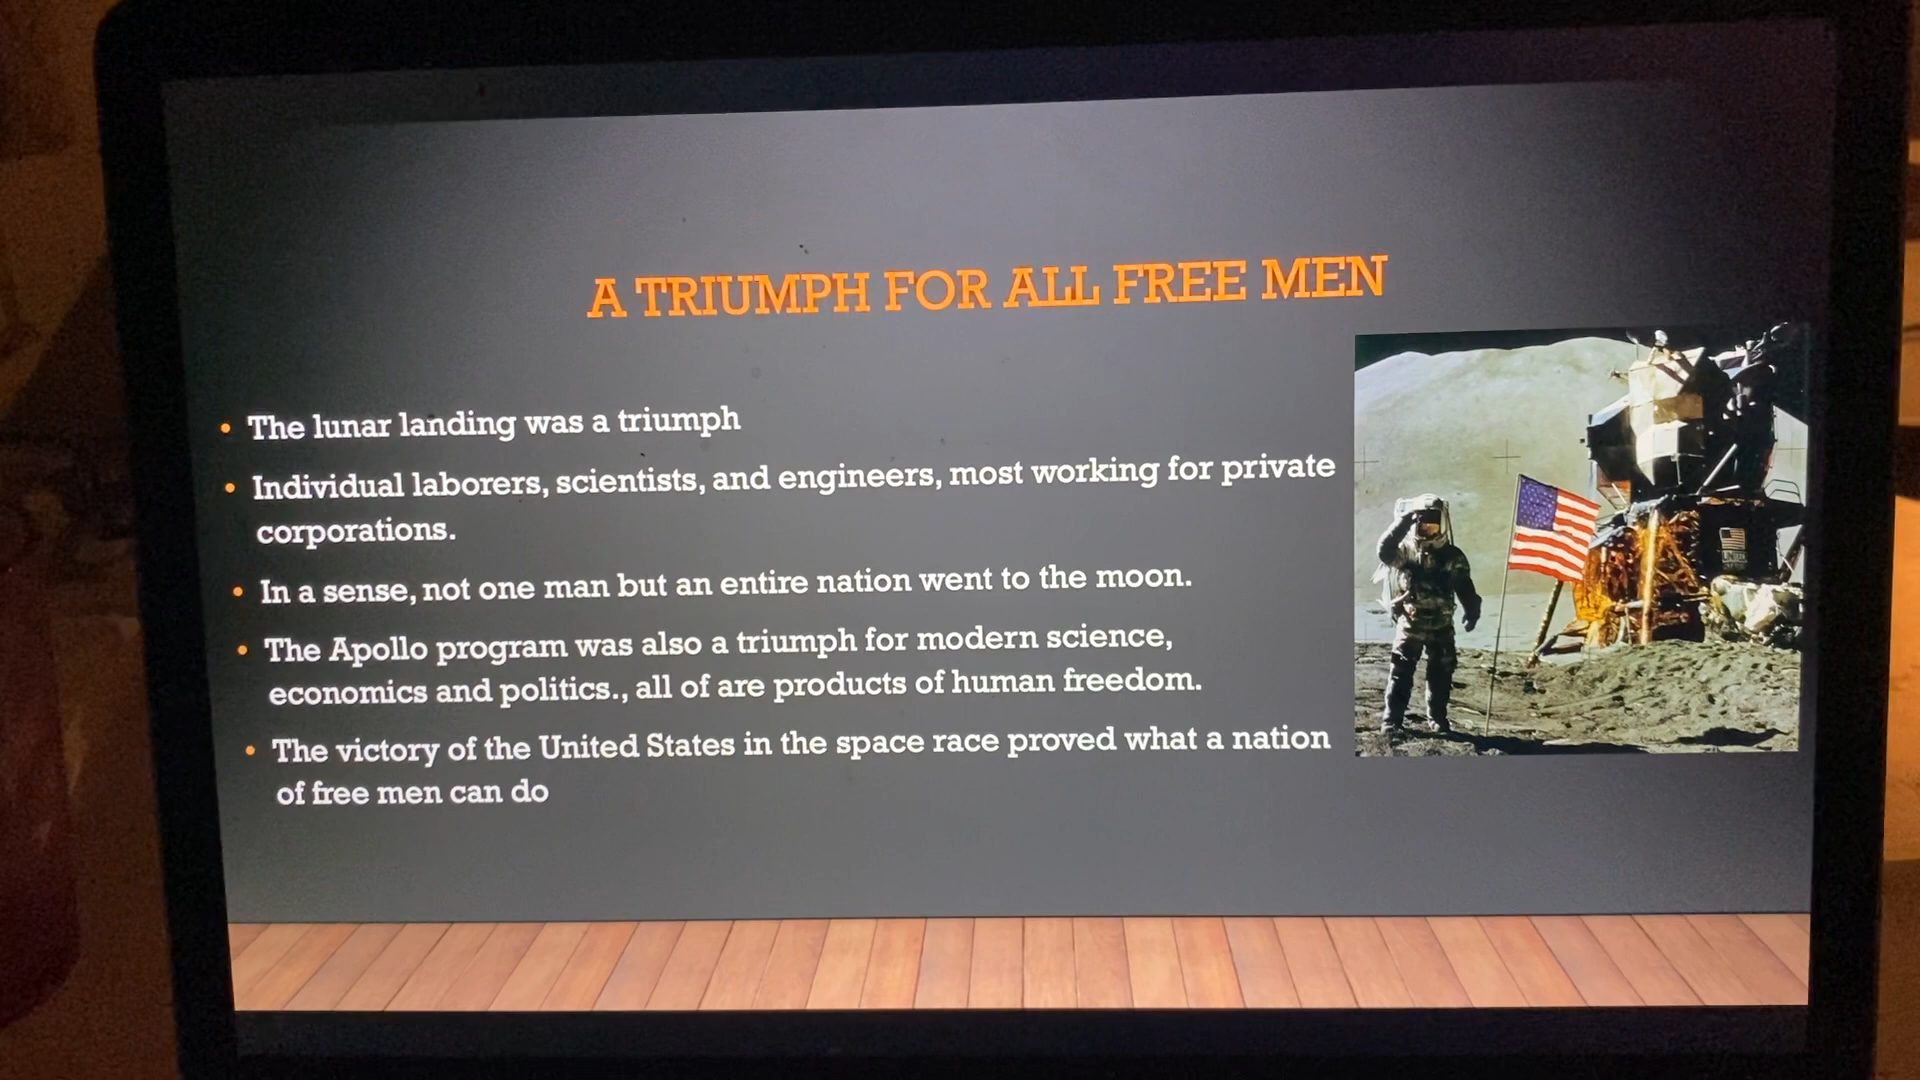 A TRIUMPH FOR ALL FREE MEN
• The lunar landing was a triumph
• Individual laborers, scientists, and engineers, most working for private
corporations.
• In a sense, not one man but an entire nation went to the moon.
• The Apollo program was also a triumph for modern science,
economics and politics., all of are products of human freedom.
• The victory of the United States in the space race proved what a nation
of free men can do
UNITED